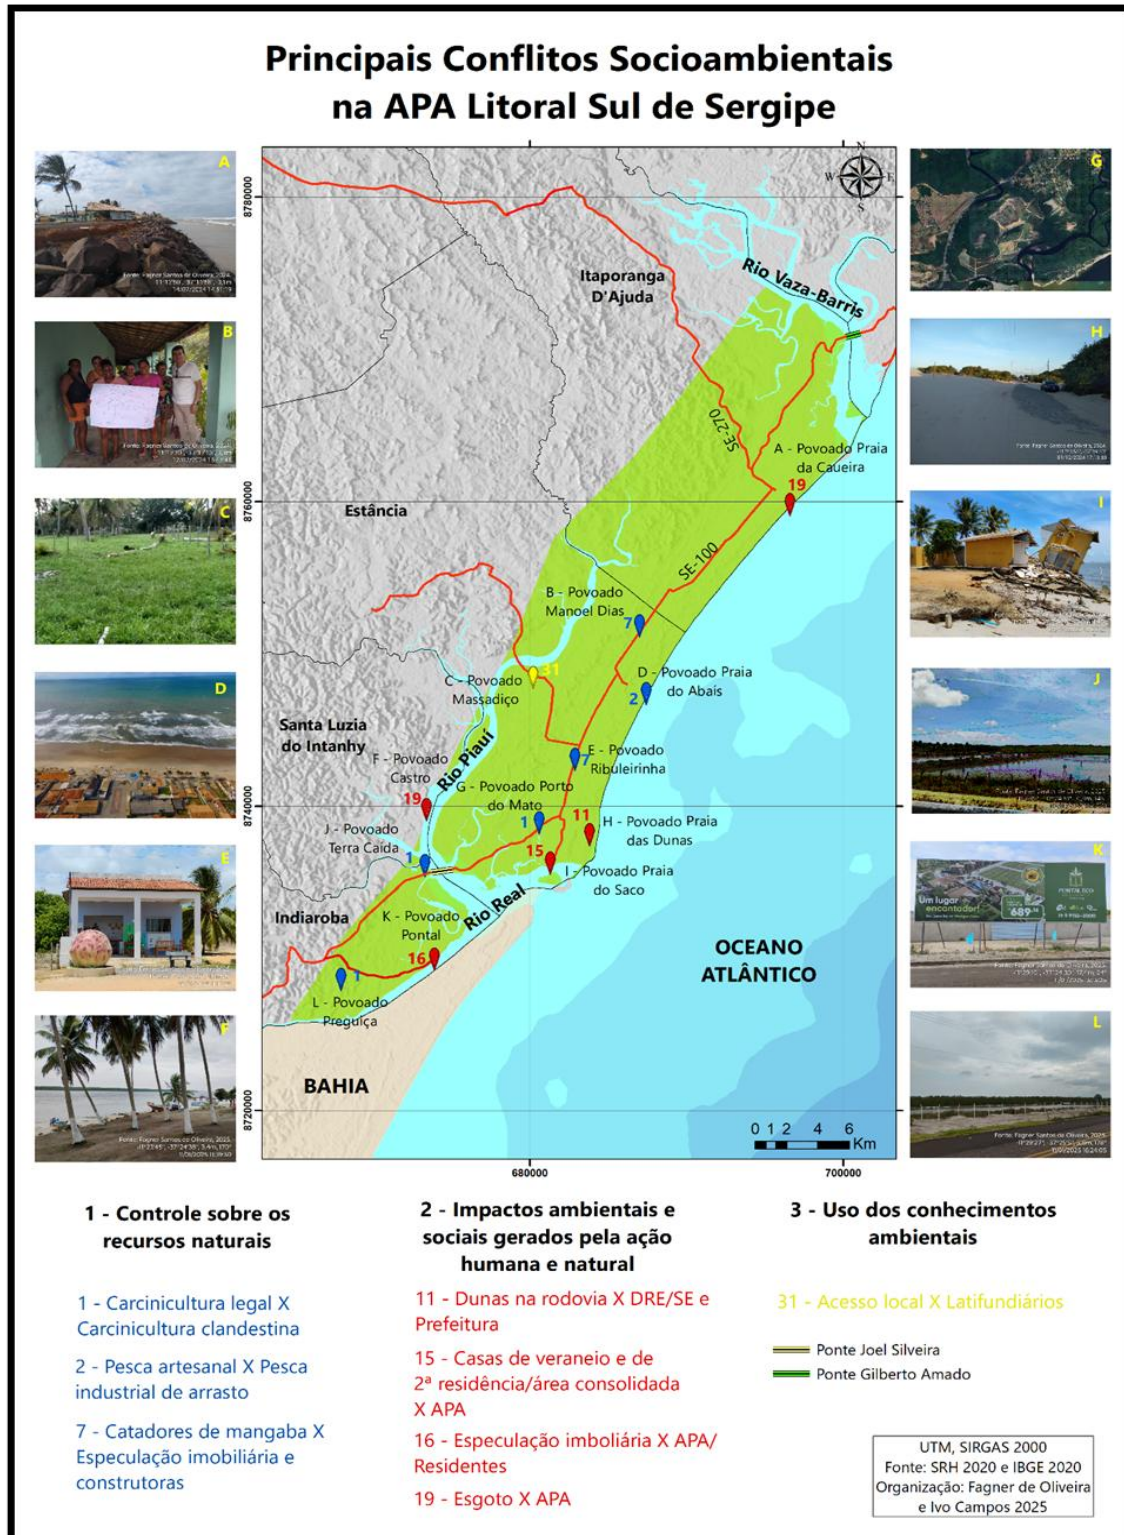 Principais Conflitos Socioambientais
na APA Litoral Sul de Sergipe
A
B
C
D
E
F
G
H
I
J
K
L
Um lugar
encantador!
689
8780000
8760000
8740000
8720000
680000
700000
N
W
E
S
Rio Vaza-Barris
Itaporanga
D'Ajuda
SE-270
A - Povoado Praia
da Caueira
19
Estância
SE-100
B - Povoado
Manoel Dias
7
31
C - Povoado
Massadiço
D - Povoado Praia
do Abaís
2
Santa Luzia
do Intanhy
Rio Piauí
E - Povoado
Ribuleirinha
7
F - Povoado
Castro
19
G - Povoado Porto
do Mato
1
11
H - Povoado Praia
das Dunas
J - Povoado
Terra Caída
1
15
I - Povoado Praia
do Saco
Rio Real
Indiaroba
K - Povoado
Pontal
16
1
L - Povoado
Preguiça
OCEANO
ATLÂNTICO
BAHIA
0 1 2 4 6
Km
1 - Controle sobre os
recursos naturais
1 - Carcinicultura legal X
Carcinicultura clandestina
2 - Pesca artesanal X Pesca
industrial de arrasto
7 - Catadores de mangaba X
Especulação imobiliária e
construtoras
2 - Impactos ambientais e
sociais gerados pela ação
humana e natural
11 - Dunas na rodovia X DRE/SE e
Prefeitura
15 - Casas de veraneio e de
2ª residência/área consolidada
X APA
16 - Especulação imboliária X APA/
Residentes
19 - Esgoto X APA
3 - Uso dos conhecimentos
ambientais
31 - Acesso local X Latifundiários
Ponte Joel Silveira
Ponte Gilberto Amado
UTM, SIRGAS 2000
Fonte: SRH 2020 e IBGE 2020
Organização: Fagner de Oliveira
e Ivo Campos 2025